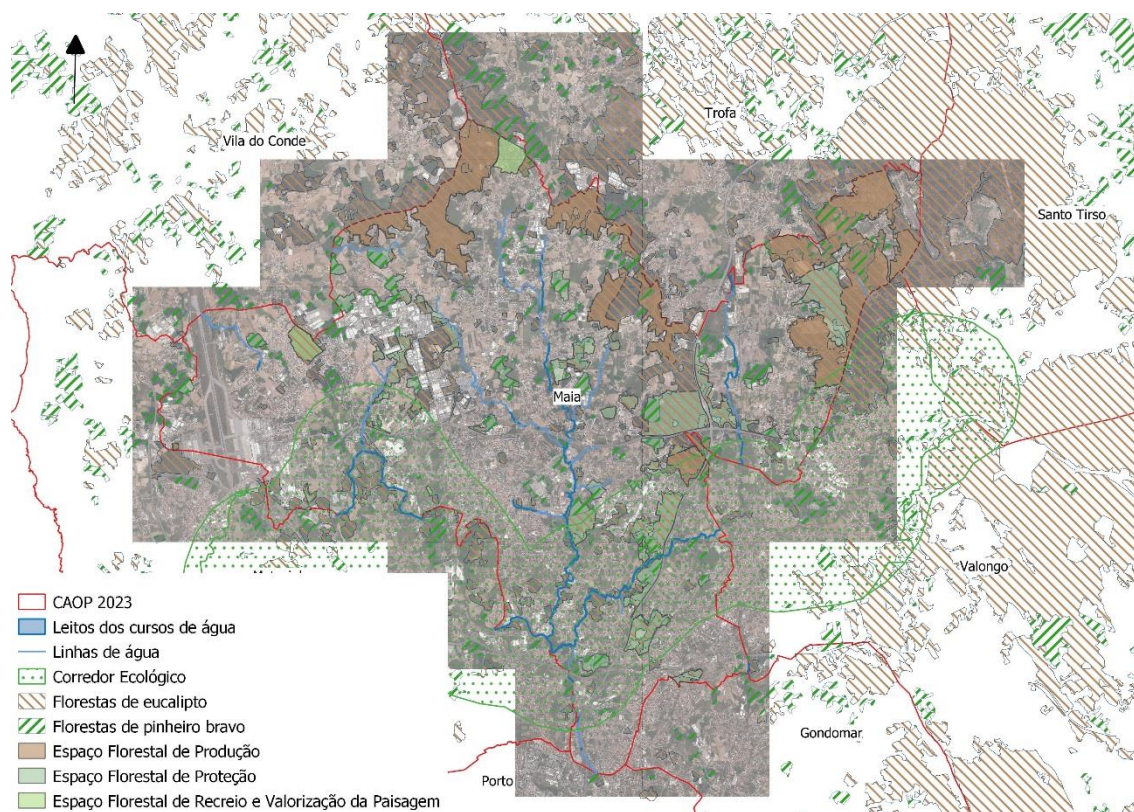 Trofa
Vila do Conde
Santo Tirso
Maia
Valongo
CAOP 2023
Leitos dos cursos de água
Linhas de água
Corredor Ecológico
Florestas de eucalipto
Florestas de pinheiro bravo
Espaço Florestal de Produção
Espaço Florestal de Proteção
Espaço Florestal de Recreio e Valorização da Paisagem
Gondomar
Porto